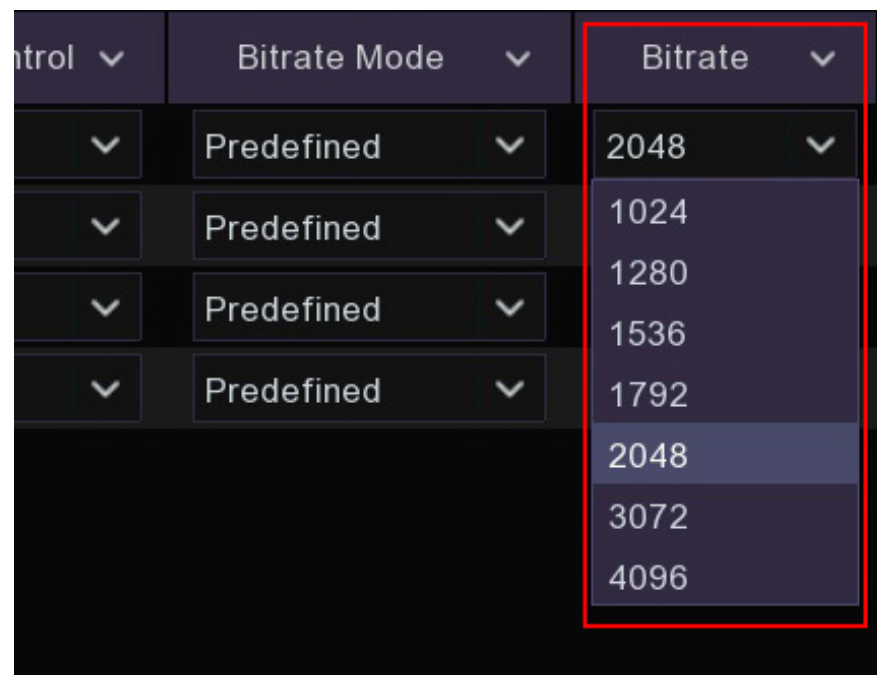 ntrol Bitrate Mode Bitrate
Predefined 2048
Predefined 1024
1280
Predefined 1536
Predefined 1792
2048
3072
4096